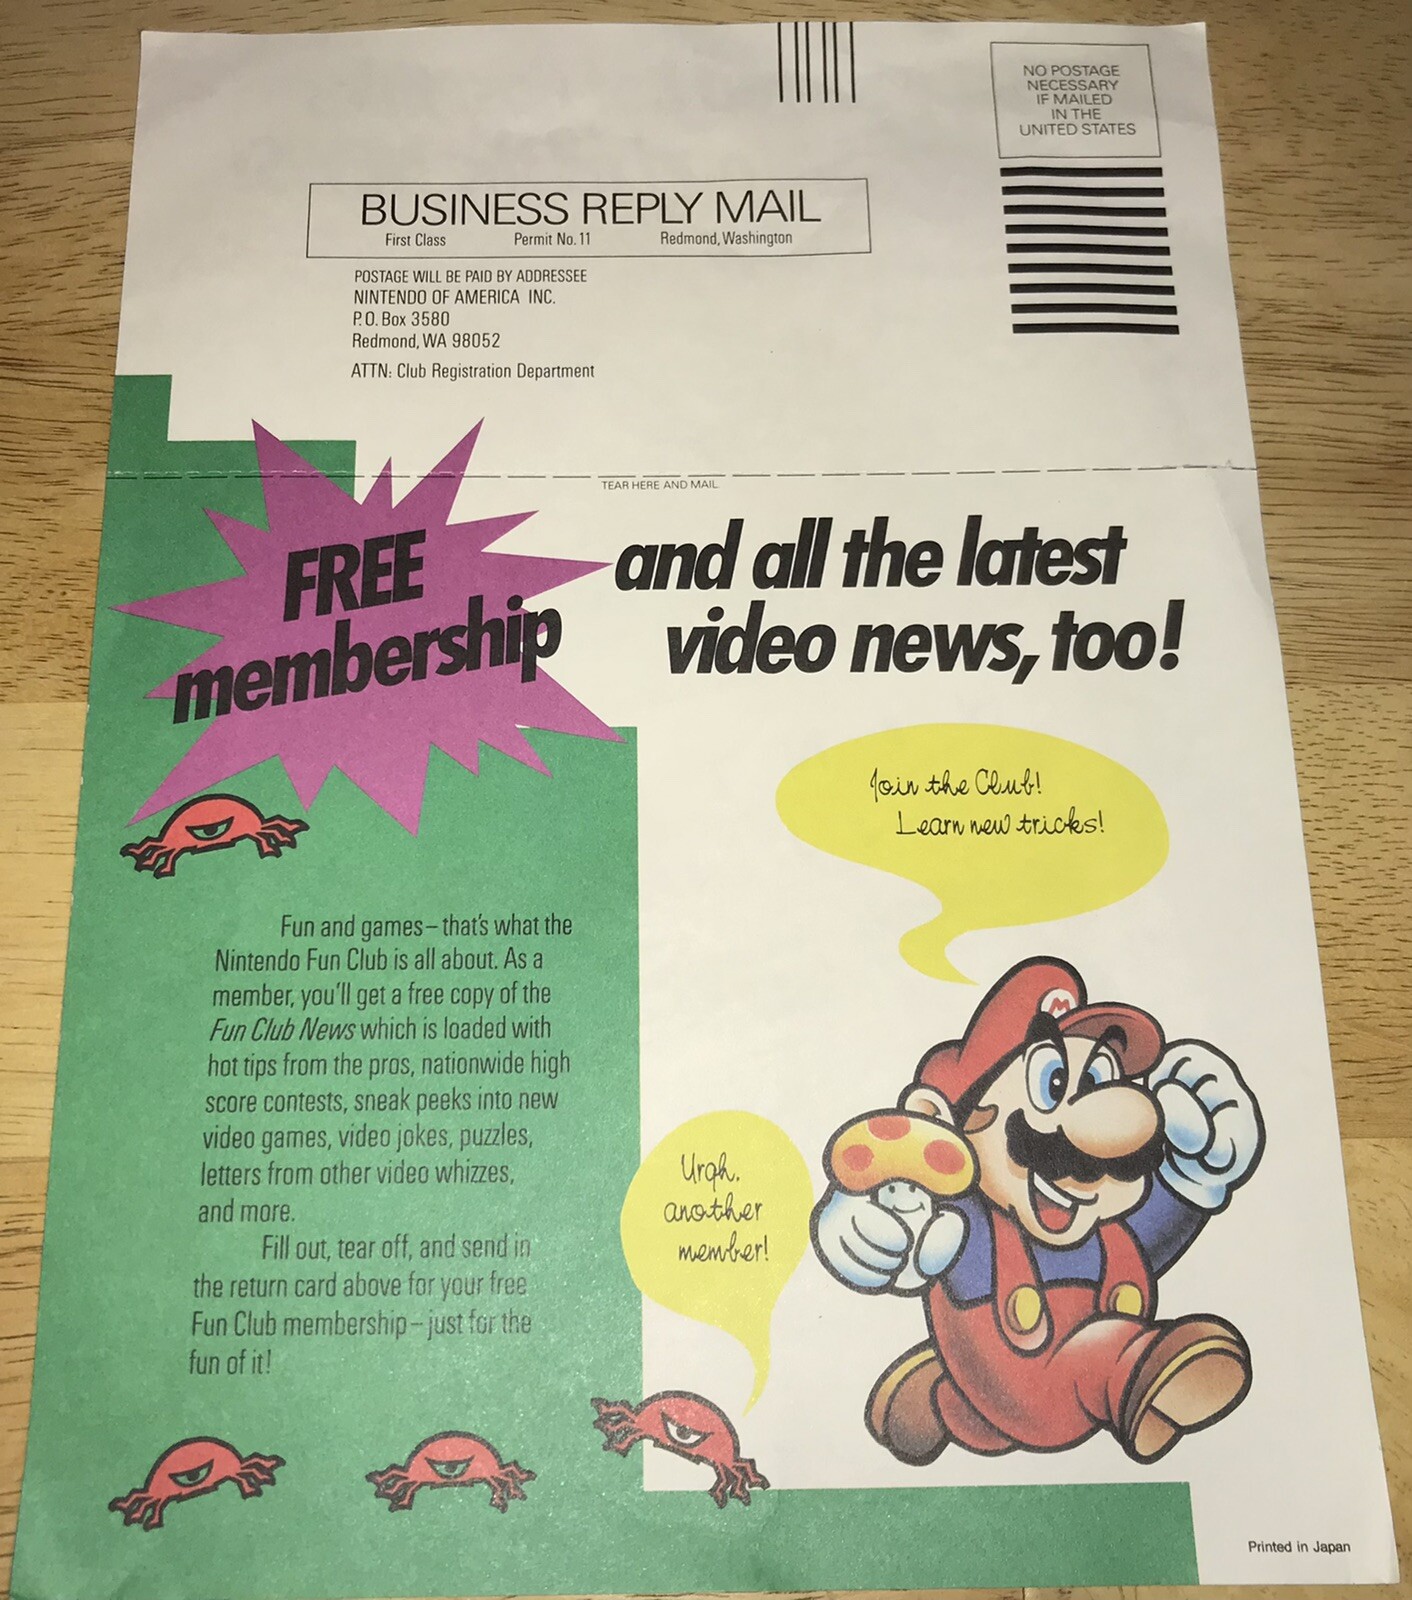 NO POSTAGE
NECESSARY
IF MAILED
IN THE
UNITED STATES
BUSINESS REPLY MAIL
First Class Permit No. 11 Redmond, Washington
POSTAGE WILL BE PAID BY ADDRESSEE
NINTENDO OF AMERICA INC.
P.O. Box 3580
Redmond, WA 98052
ATTN: Club Registration Department
TEAR HERE AND MAIL
FREE
membership
and all the latest
video news, too!
Join the Club!
Learn new tricks!
Fun and games – that's what the
Nintendo Fun Club is all about. As a
member, you'll get a free copy of the
Fun Club News which is loaded with
hot tips from the pros, nationwide high
score contests, sneak peeks into new
video games, video jokes, puzzles,
letters from other video whizzes,
and more.
Fill out, tear off, and send in
the return card above for your free
Fun Club membership – just for the
fun of it!
M
Urgh,
another
member!
Printed in Japan